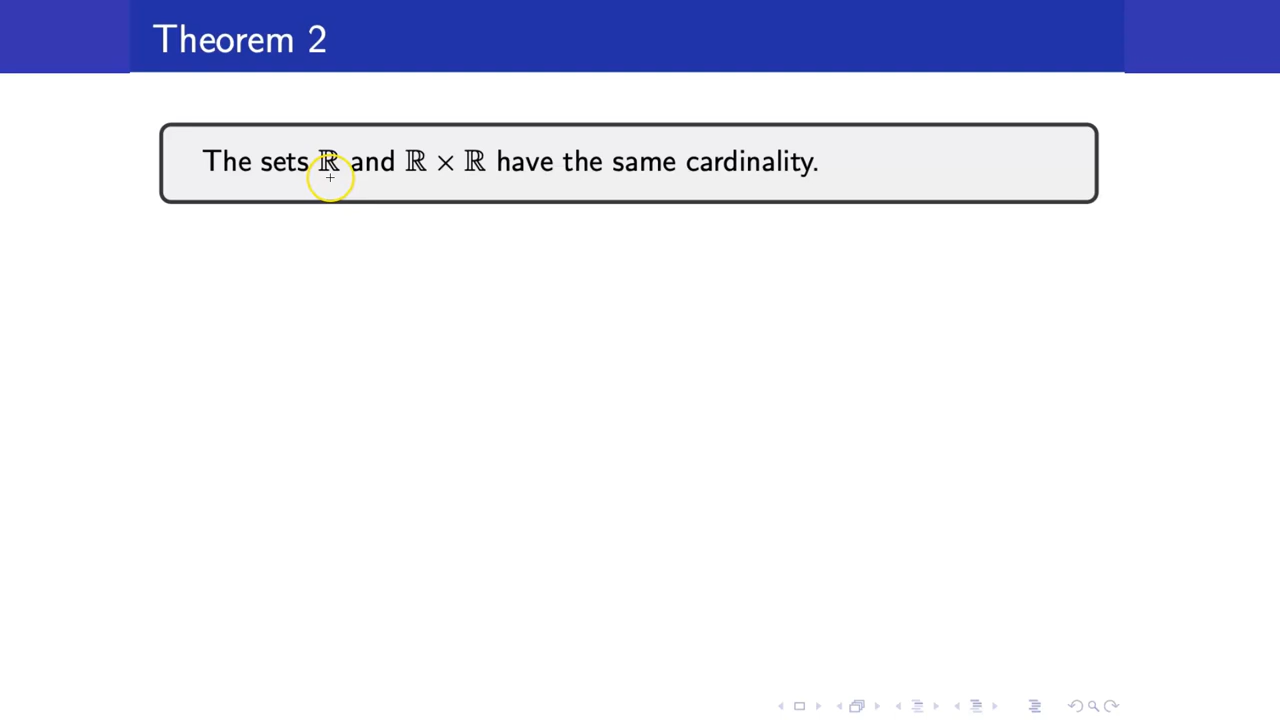 Theorem 2
The sets ℝ and ℝ × ℝ have the same cardinality.